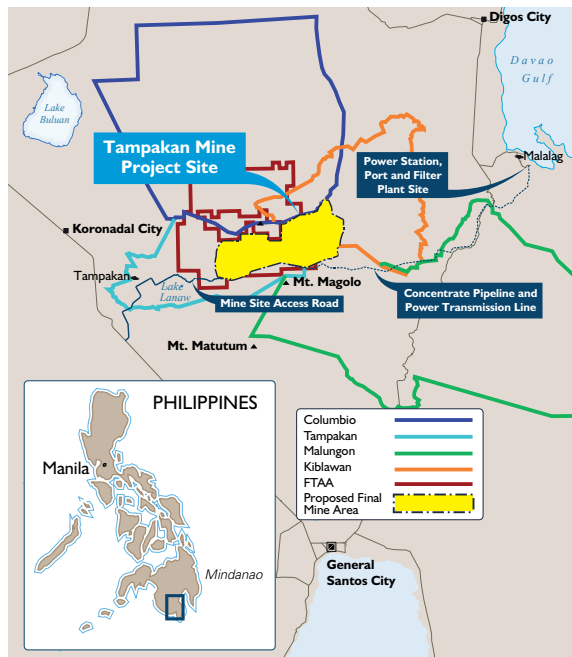 Digos City
Davao
Gulf
Lake
Buluan
Tampakan Mine
Project Site
Power Station,
Port and Filter
Plant Site
Malalag
Koronadal City
Tampakan
Lake
Lanaw
Mt. Magolo
Mine Site Access Road
Concentrate Pipeline and
Power Transmission Line
Mt. Matutum
PHILIPPINES
Manila
Mindanao
Columbio
Tampakan
Malungon
Kiblawan
FTAA
Proposed Final
Mine Area
General
Santos City